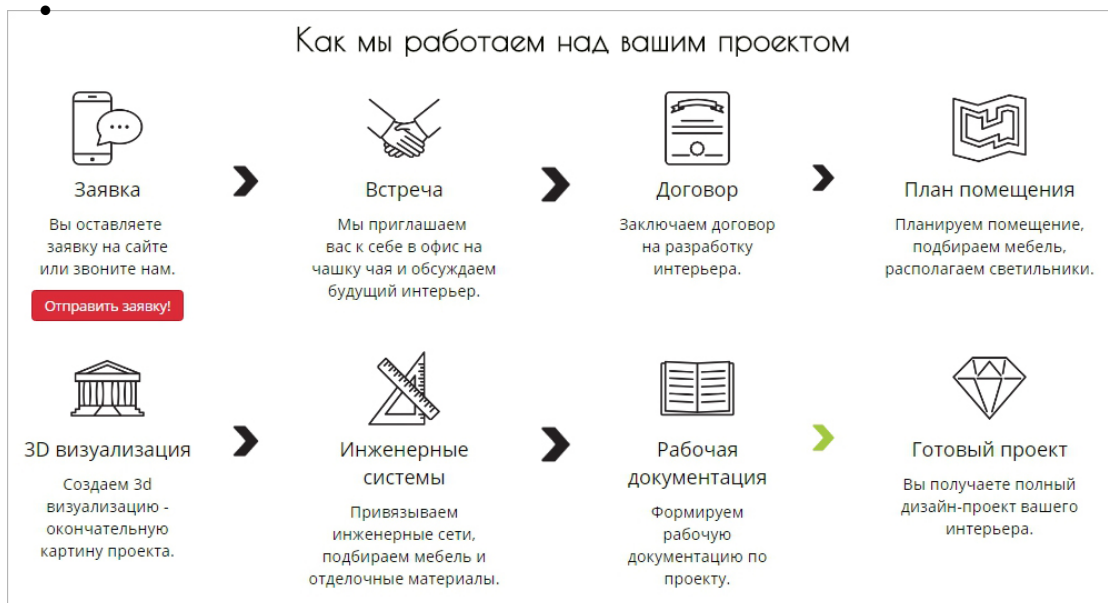 Как мы работаем над вашим проектом
Заявка
Вы оставляете
заявку на сайте
или звоните нам.
Отправить заявку!
Встреча
Мы приглашаем
вас к себе в офис на
чашку чая и обсуждаем
будущий интерьер.
Договор
Заключаем договор
на разработку
интерьера.
План помещения
Планируем помещение,
подбираем мебель,
располагаем светильники.
3D визуализация
Создаем 3d
визуализацию -
окончательную
картину проекта.
Инженерные
системы
Привязываем
инженерные сети,
подбираем мебель и
отделочные материалы.
Рабочая
документация
Формируем
рабочую
документацию по
проекту.
Готовый проект
Вы получаете полный
дизайн-проект вашего
интерьера.